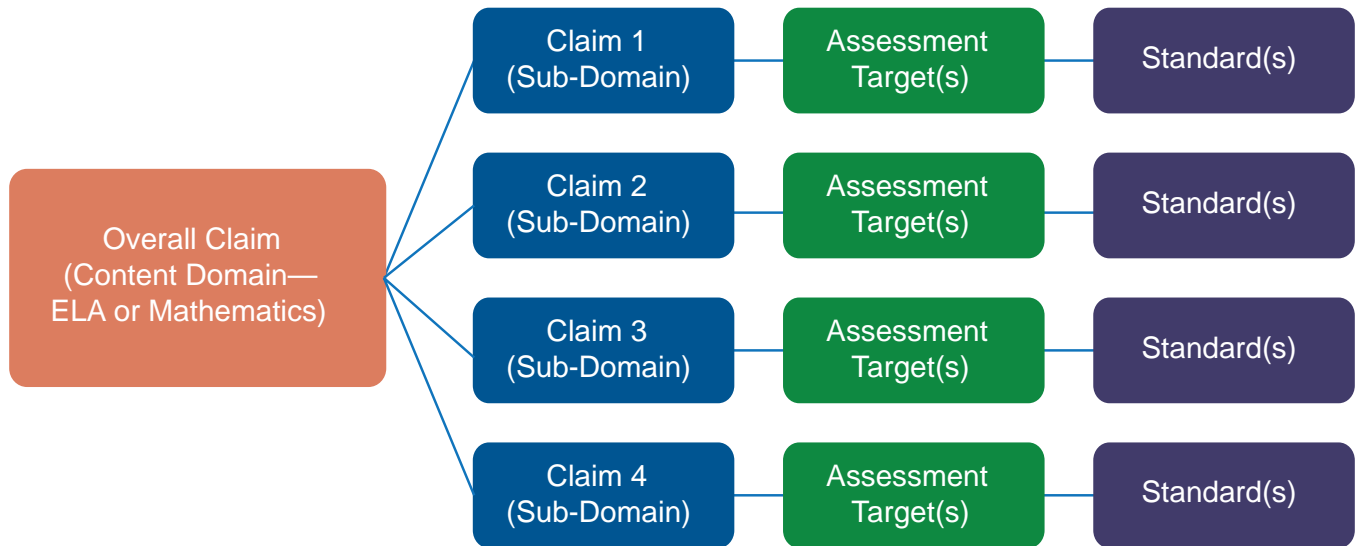 Claim 1
(Sub-Domain)
Assessment
Target(s)
Standard(s)
Claim 2
(Sub-Domain)
Assessment
Target(s)
Standard(s)
Overall Claim
(Content Domain—
ELA or Mathematics)
Claim 3
(Sub-Domain)
Assessment
Target(s)
Standard(s)
Claim 4
(Sub-Domain)
Assessment
Target(s)
Standard(s)